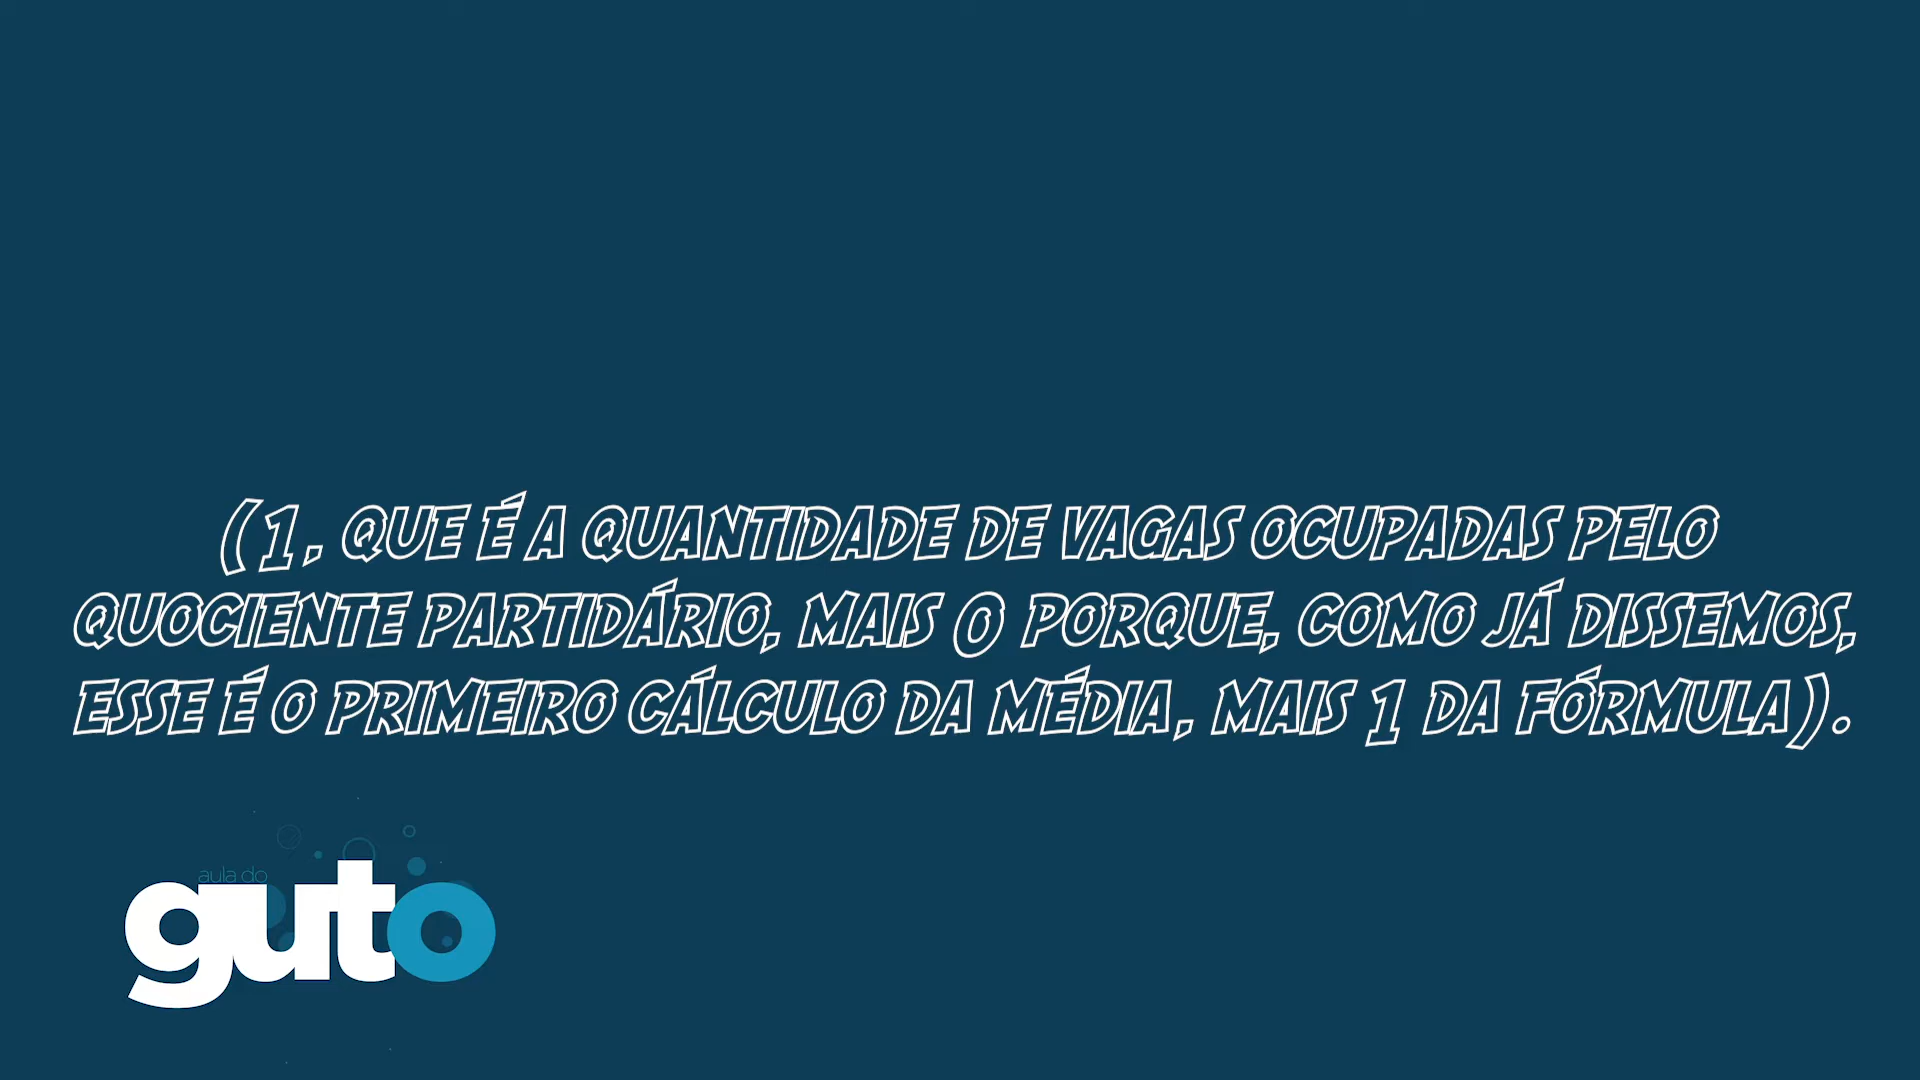 (1, QUE É A QUANTIDADE DE VAGAS OCUPADAS PELO
QUOCIENTE PARTIDÁRIO, MAIS 0 PORQUE, COMO JÁ DISSEMOS,
ESSE É O PRIMEIRO CÁLCULO DA MÉDIA, MAIS 1 DA FÓRMULA).
aula do
guto